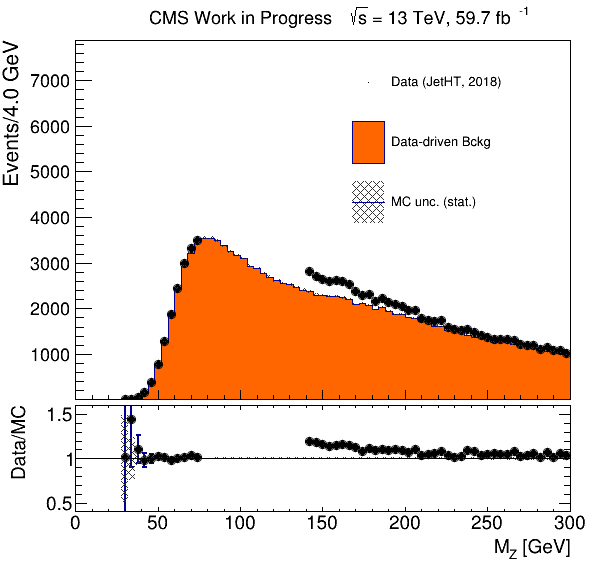 CMS Work in Progress √s = 13 TeV, 59.7 fb⁻¹
Events/4.0 GeV
7000
6000
5000
4000
3000
2000
1000
Data (JetHT, 2018)
Data-driven Bckg
MC unc. (stat.)
Data/MC
1.5
1
0.5
0 50 100 150 200 250 300
M_Z [GeV]